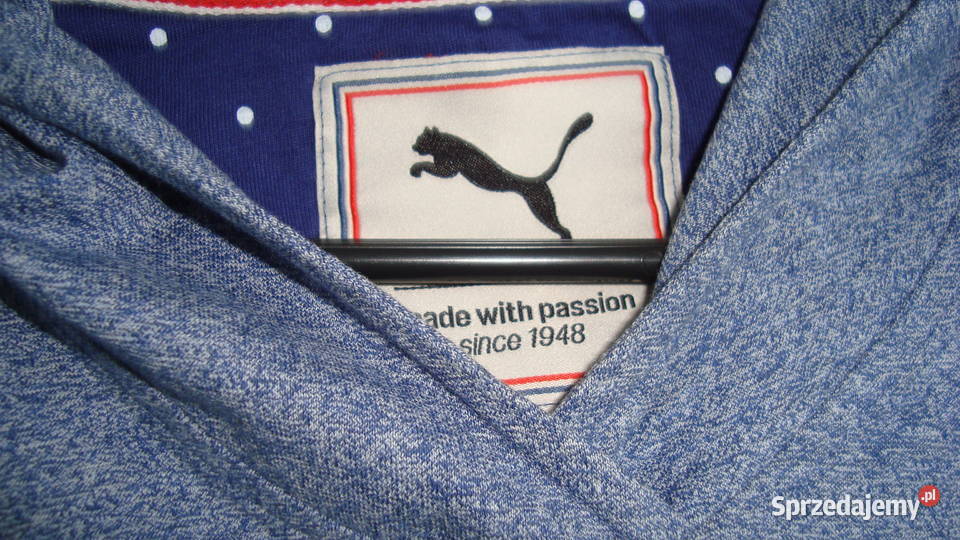 ade with passion
since 1948
Sprzedajemy.pl